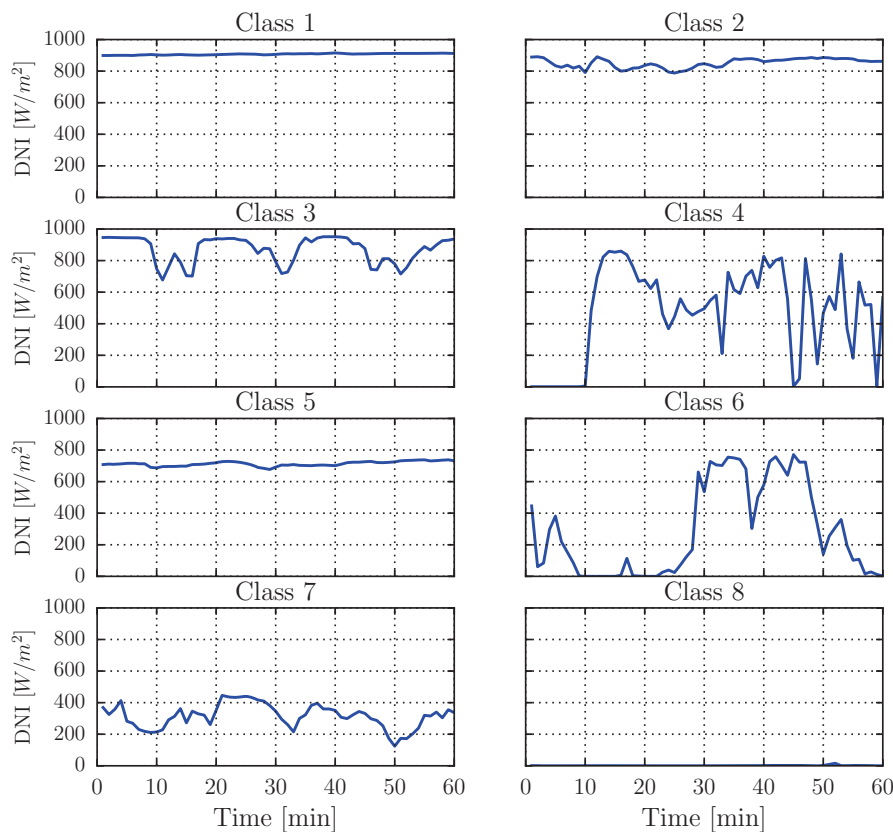 Class 1
Class 2
DNI [W/m²]
1000
800
600
400
200
0
Class 3
Class 4
DNI [W/m²]
1000
800
600
400
200
0
Class 5
Class 6
DNI [W/m²]
1000
800
600
400
200
0
Class 7
Class 8
DNI [W/m²]
1000
800
600
400
200
0
0 10 20 30 40 50 60
0 10 20 30 40 50 60
Time [min]
Time [min]